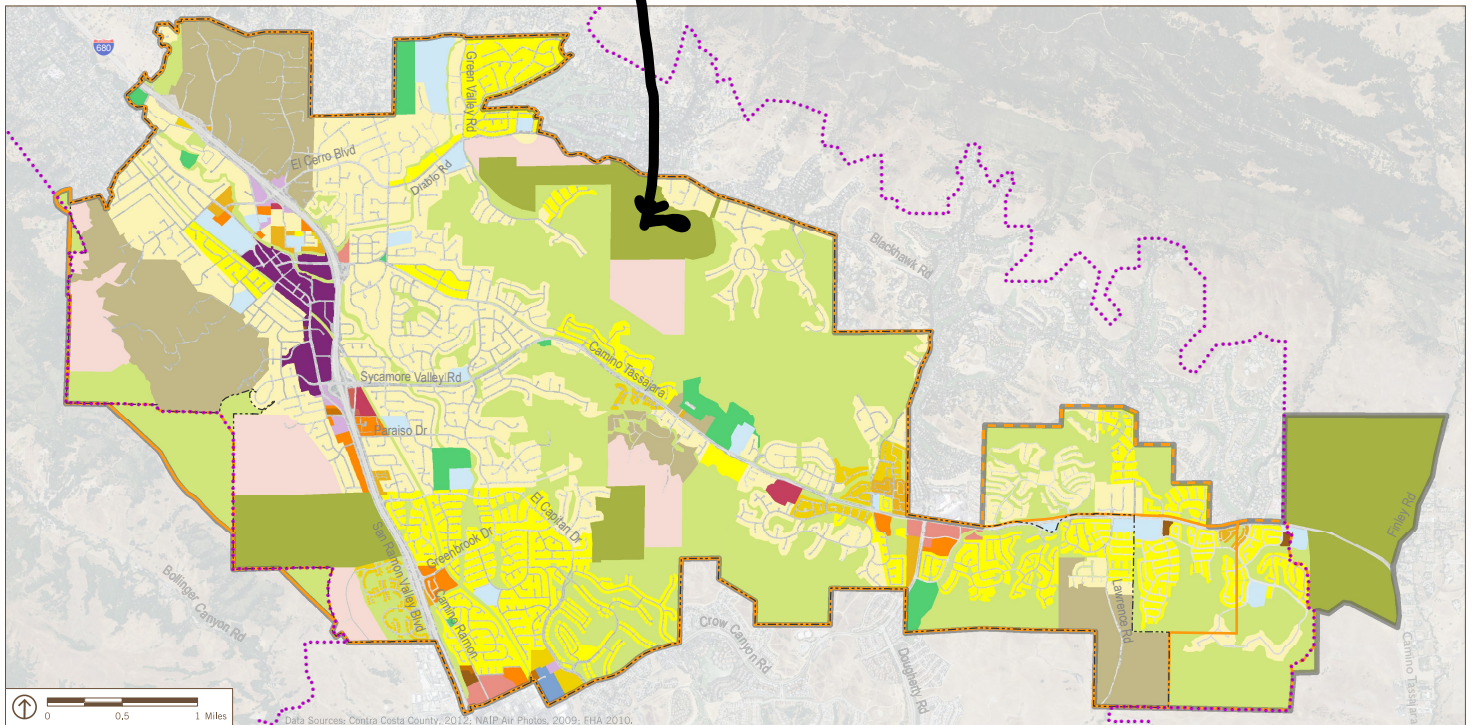 680
Green Valley Rd
El Cerro Blvd
Diablo Rd
Blackhawk Rd
Camino Tassajara
Sycamore Valley Rd
Paraiso Dr
El Capitan Dr
Greenbrook Dr
San Ramon Valley Blvd
Camino Ramon
Bollinger Canyon Rd
Crow Canyon Rd
Dougherty Rd
Lawrence Rd
Finley Rd
Camino Tassajara
0 0.5 1 Miles
Data Sources: Contra Costa County, 2012; NAIP Air Photos, 2009; FHA 2010.